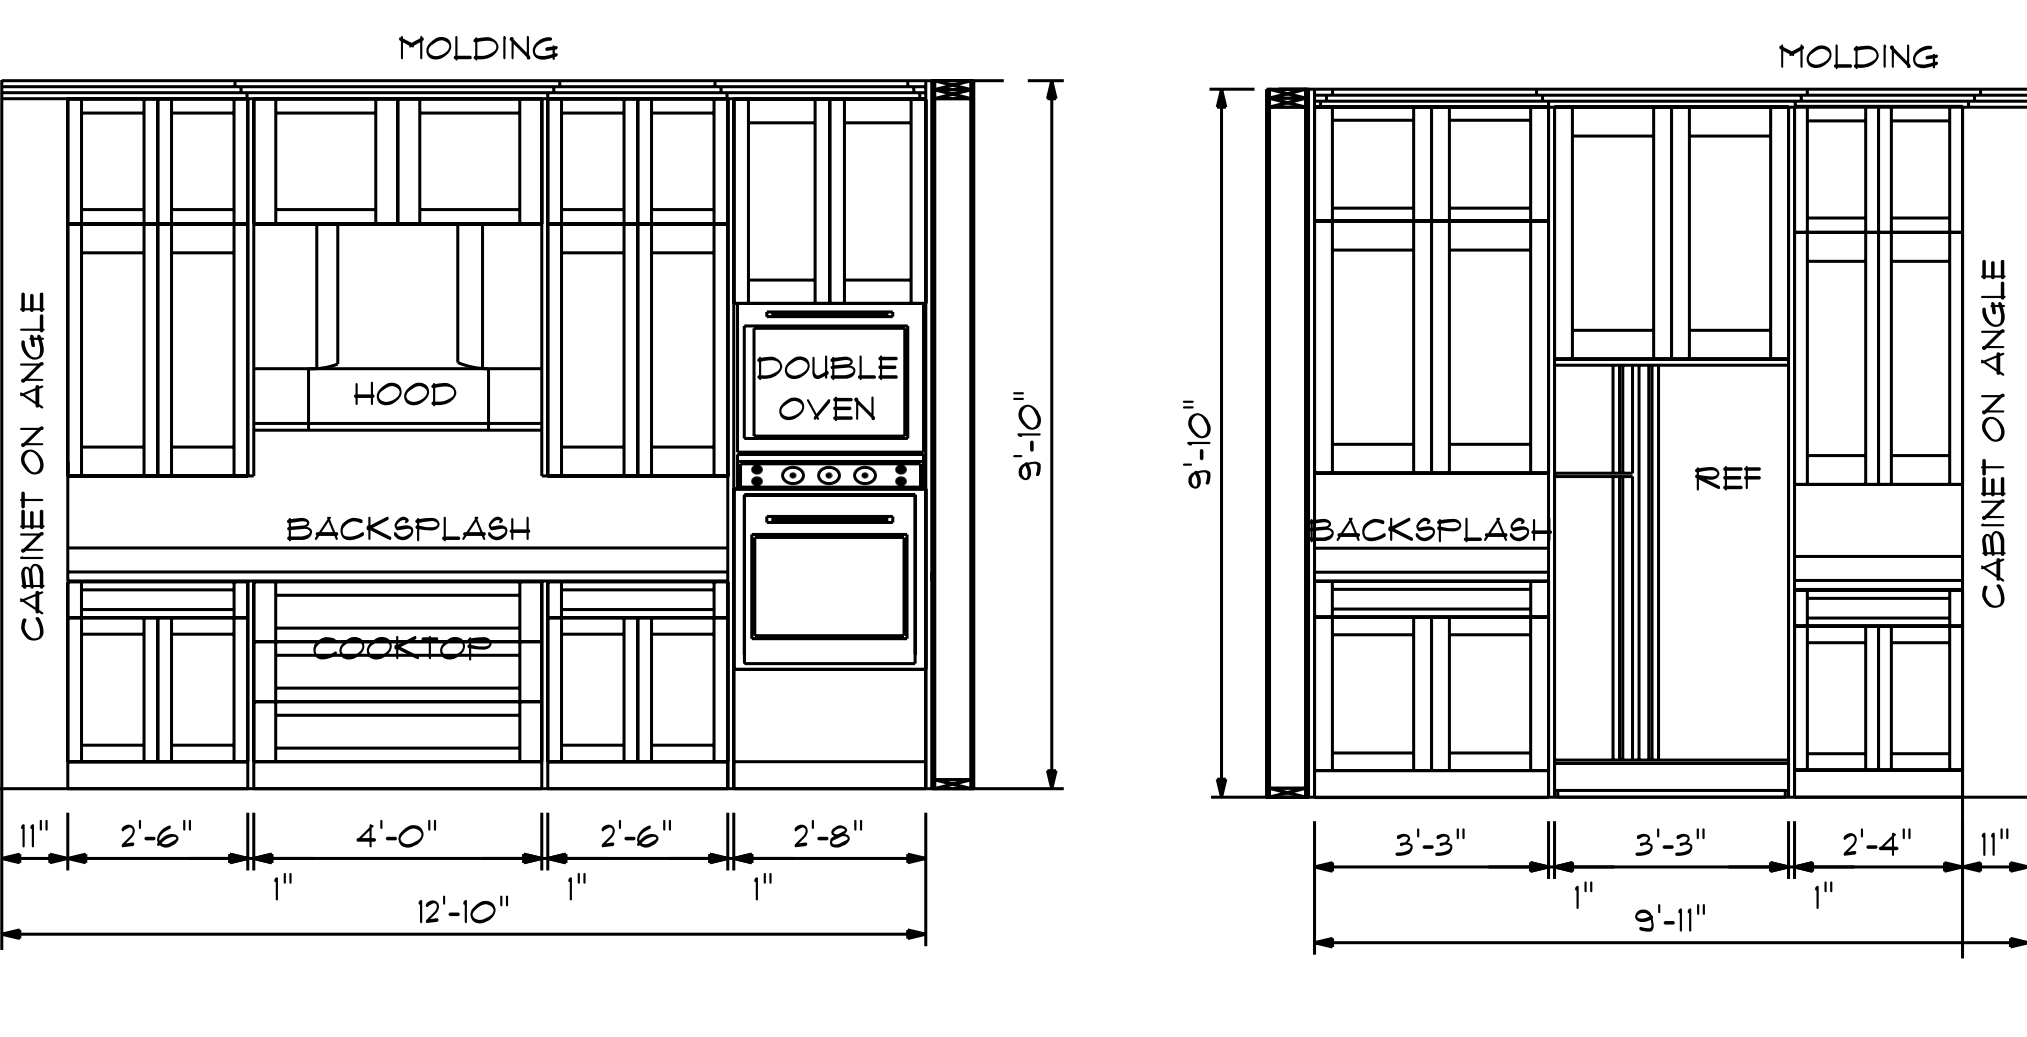 MOLDING
CABINET ON ANGLE
HOOD
DOUBLE
OVEN
BACKSPLASH
COOKTOP
9'-10"
11"
2'-6"
4'-0"
2'-6"
2'-8"
1"
1"
1"
12'-10"
MOLDING
9'-10"
BACKSPLASH
REF
CABINET ON ANGLE
3'-3"
3'-3"
2'-4"
11"
1"
1"
9'-11"